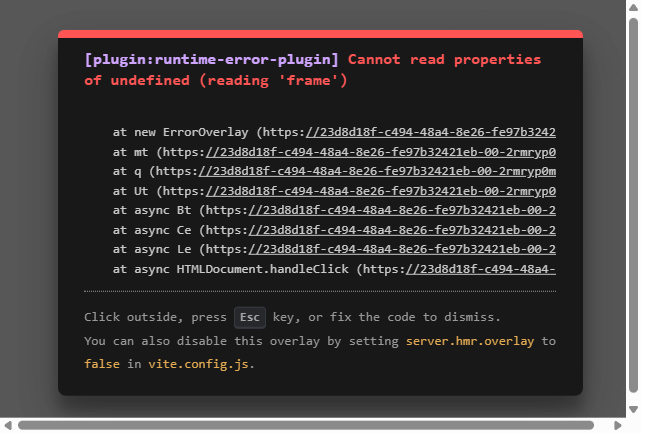 [plugin:runtime-error-plugin] Cannot read properties
of undefined (reading 'frame')
at new ErrorOverlay (https://23d8d18f-c494-48a4-8e26-fe97b3242
at mt (https://23d8d18f-c494-48a4-8e26-fe97b32421eb-00-2rmryp0
at q (https://23d8d18f-c494-48a4-8e26-fe97b32421eb-00-2rmryp0m
at Ut (https://23d8d18f-c494-48a4-8e26-fe97b32421eb-00-2rmryp0
at async Bt (https://23d8d18f-c494-48a4-8e26-fe97b32421eb-00-2
at async Ce (https://23d8d18f-c494-48a4-8e26-fe97b32421eb-00-2
at async Le (https://23d8d18f-c494-48a4-8e26-fe97b32421eb-00-2
at async HTMLDocument.handleClick (https://23d8d18f-c494-48a4-
Click outside, press Esc key, or fix the code to dismiss.
You can also disable this overlay by setting server.hmr.overlay to
false in vite.config.js.